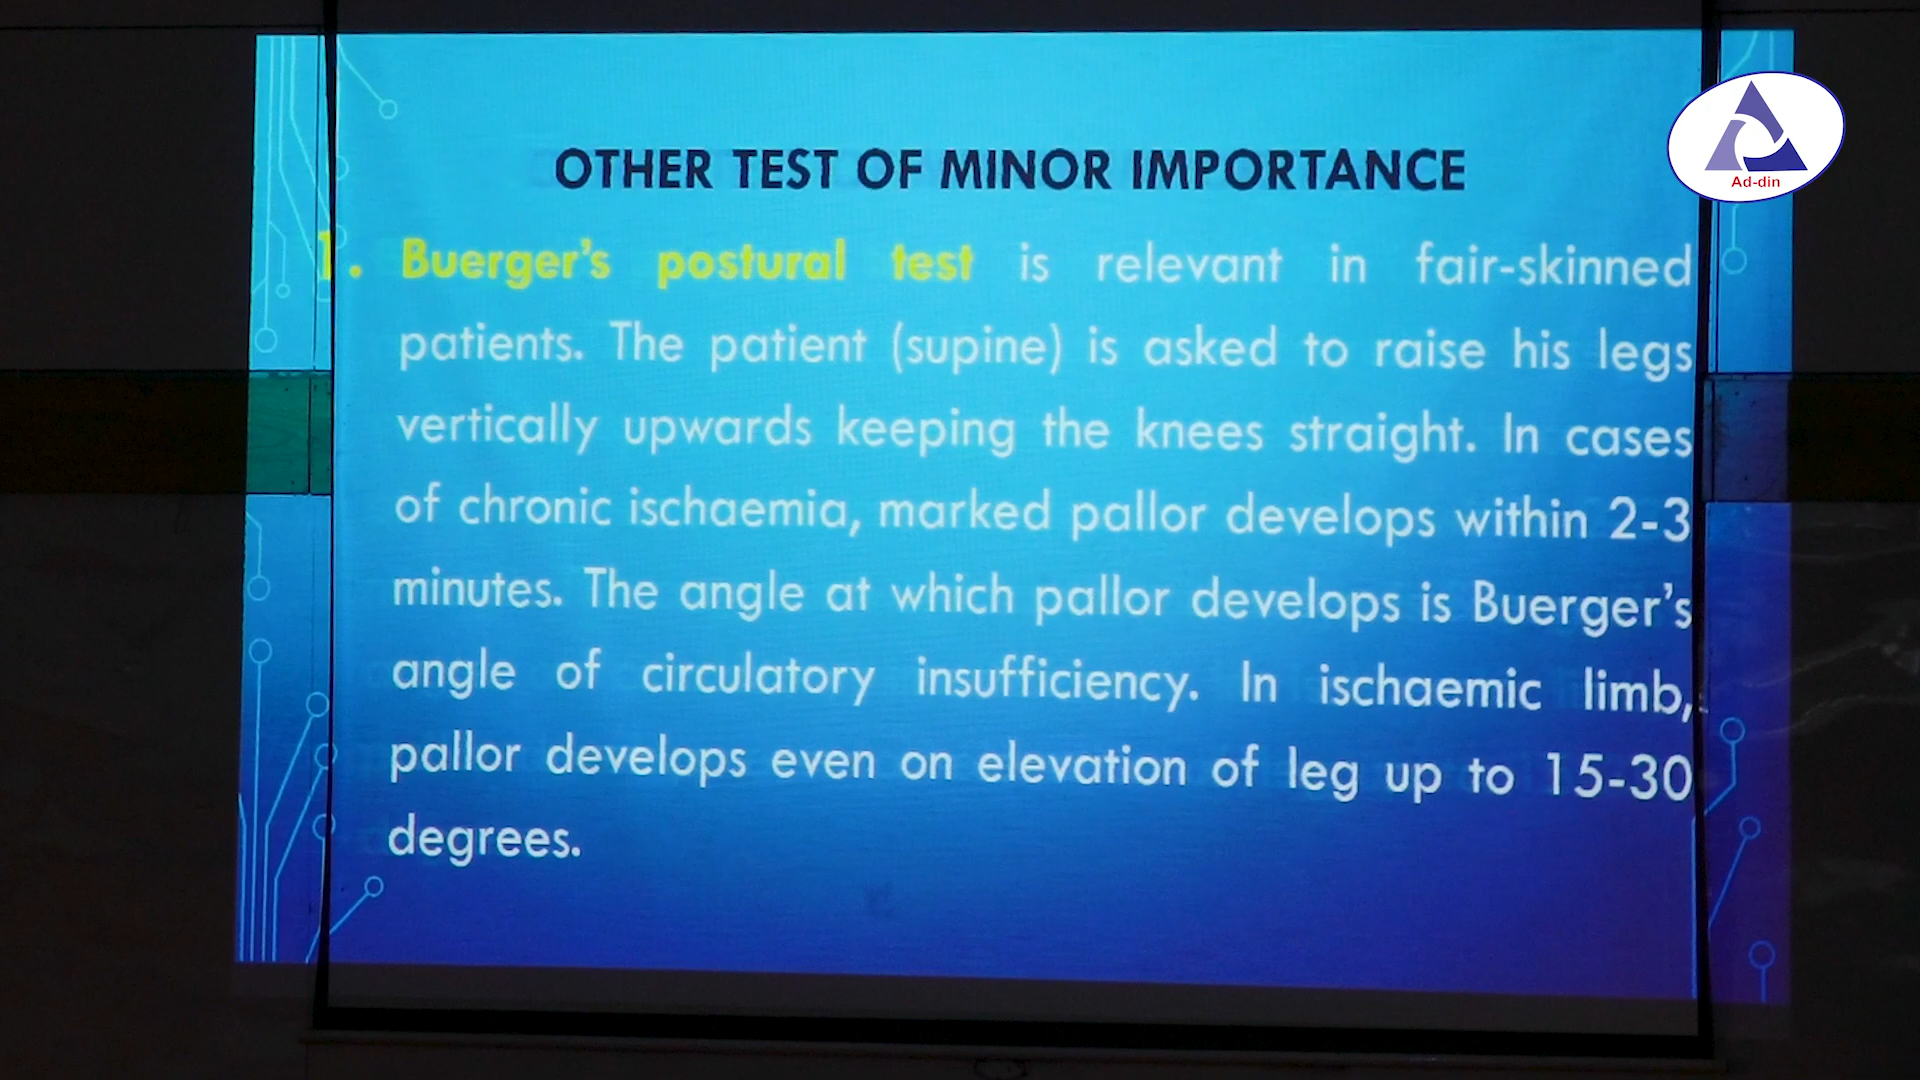 OTHER TEST OF MINOR IMPORTANCE
1. Buerger's postural test is relevant in fair-skinned
patients. The patient (supine) is asked to raise his legs
vertically upwards keeping the knees straight. In cases
of chronic ischaemia, marked pallor develops within 2-3
minutes. The angle at which pallor develops is Buerger's
angle of circulatory insufficiency. In ischaemic limb,
pallor develops even on elevation of leg up to 15-30
degrees.
Ad-din